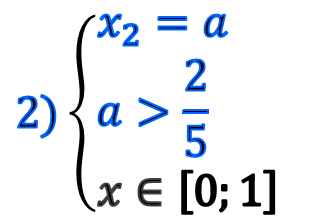 2) { x₂ = a
a > 2/5
x ∈ [0; 1]